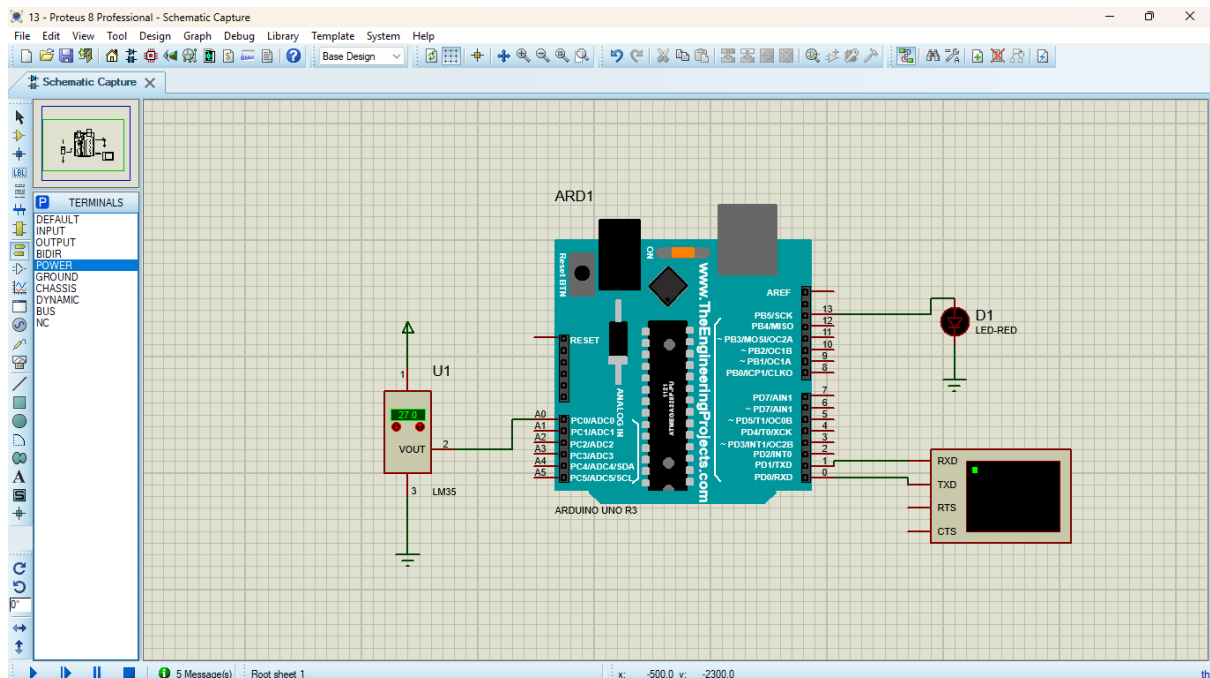 13 - Proteus 8 Professional - Schematic Capture
File Edit View Tool Design Graph Debug Library Template System Help
Base Design
Schematic Capture
P TERMINALS
DEFAULT
INPUT
OUTPUT
BIDIR
POWER
GROUND
CHASSIS
DYNAMIC
BUS
NC
LBL
A
S
0°
ARD1
Reset BTN
ON
www.TheEngineeringProjects.com
AREF
PB5/SCK 13
PB4/MISO 12
~ PB3/MOSI/OC2A 11
~ PB2/OC1B 10
~ PB1/OC1A 9
PB0/ICP1/CLKO 8
RESET
1121
ATMEGA328P-PU
ANALOG IN
PD7/AIN1 7
~ PD7/AIN1 6
~ PD5/T1/OC0B 5
PD4/T0/XCK 4
~ PD3/INT1/OC2B 3
PD2/INT0 2
PD1/TXD 1
PD0/RXD 0
A0 PC0/ADC0
A1 PC1/ADC1
A2 PC2/ADC2
A3 PC3/ADC3
A4 PC4/ADC4/SDA
A5 PC5/ADC5/SCL
ARDUINO UNO R3
U1
1
27.0
VOUT 2
3 LM35
D1
LED-RED
RXD
TXD
RTS
CTS
5 Message(s) Root sheet 1 x: -500.0 y: -2300.0 th